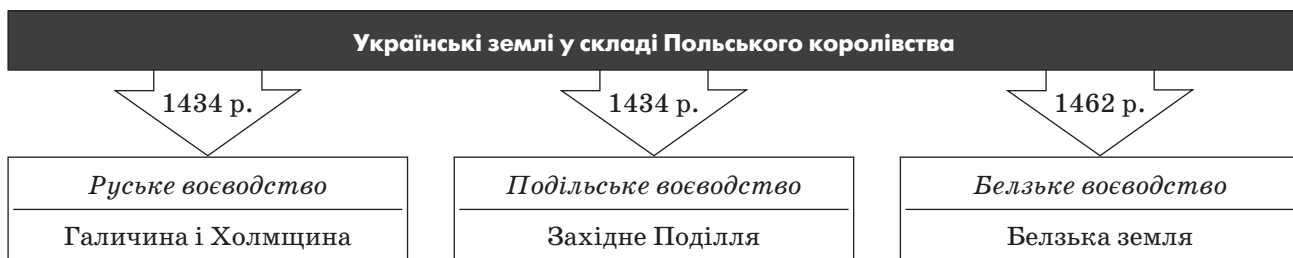 Українські землі у складі Польського королівства
1434 р.
1434 р.
1462 р.
Руське воєводство
Галичина і Холмщина
Подільське воєводство
Західне Поділля
Белзьке воєводство
Белзька земля